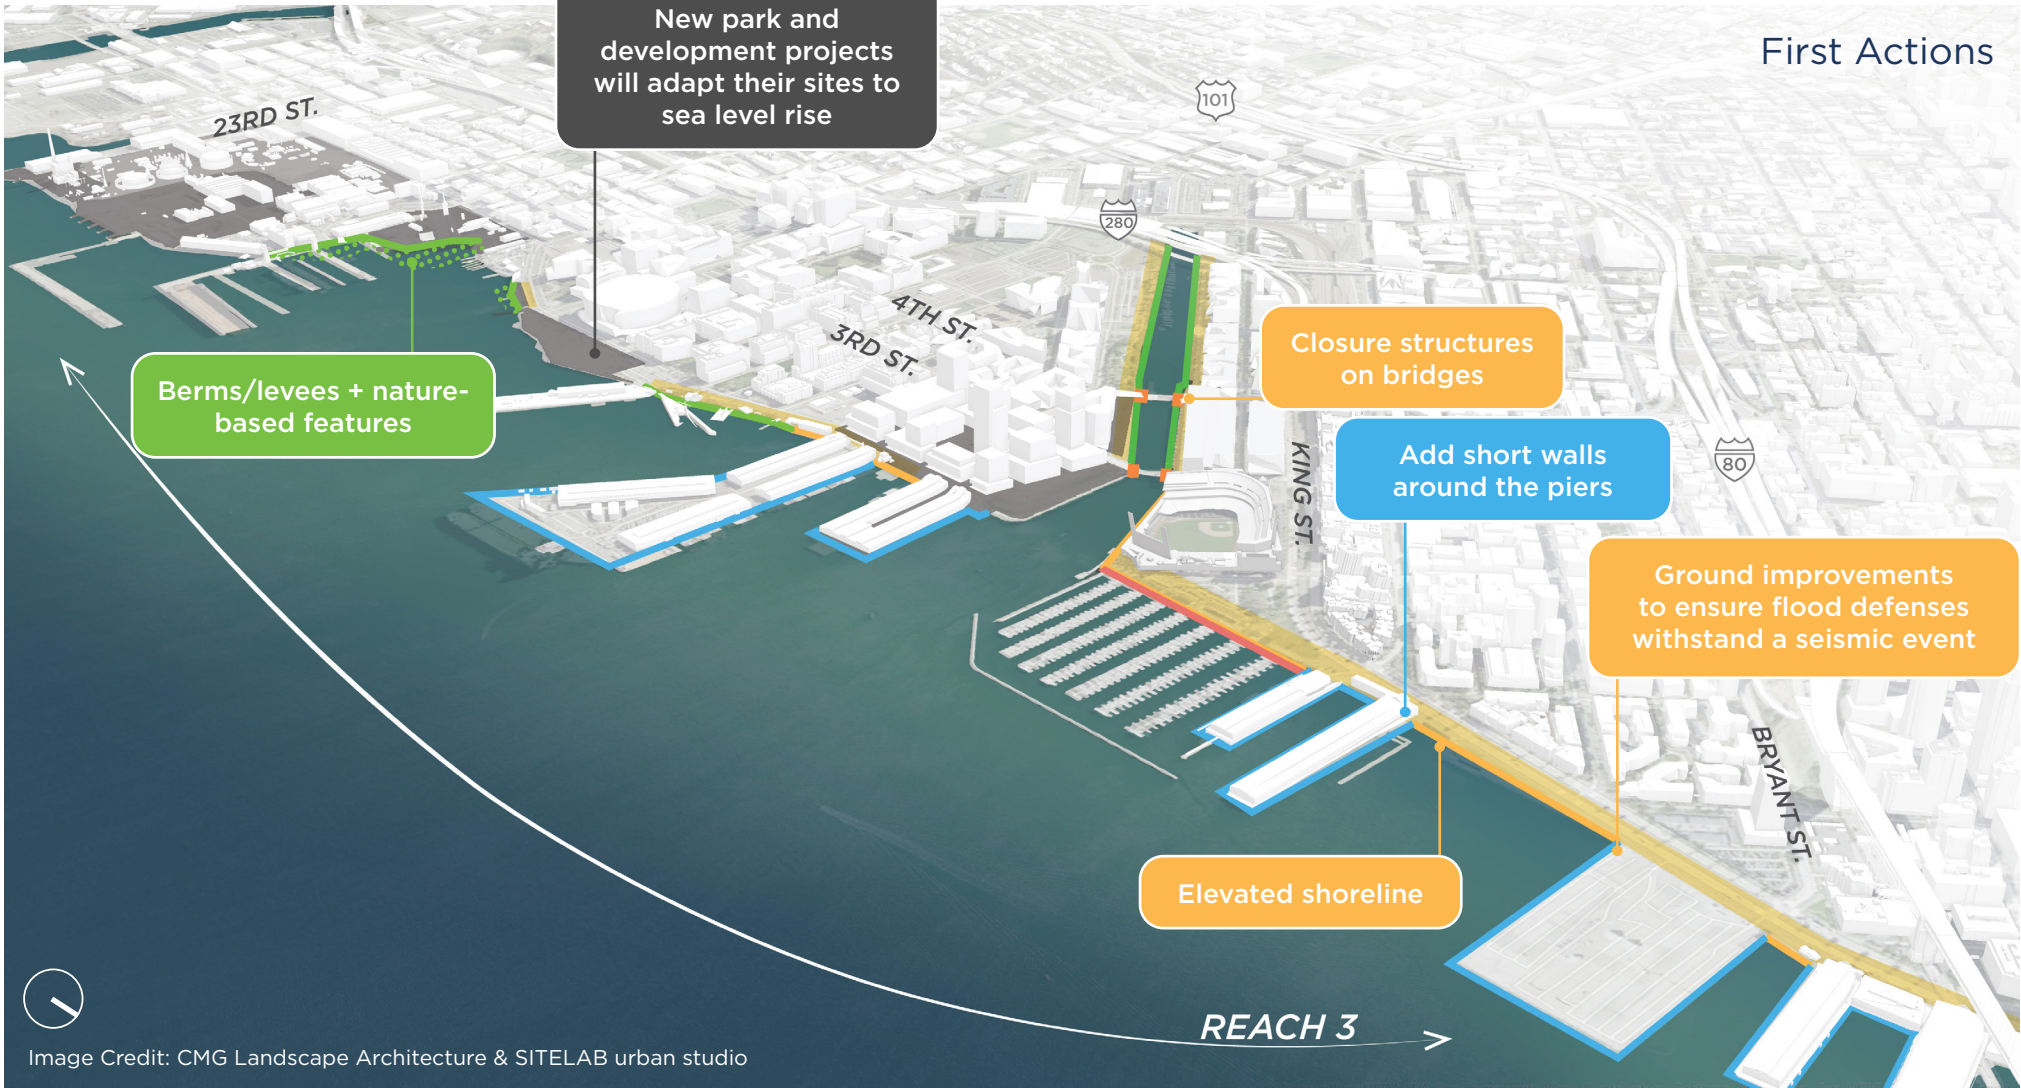 New park and
development projects
will adapt their sites to
sea level rise
First Actions
23RD ST.
101
280
4TH ST.
3RD ST.
Closure structures
on bridges
Berms/levees + nature-
based features
KING ST.
Add short walls
around the piers
80
Ground improvements
to ensure flood defenses
withstand a seismic event
BRYANT ST.
Elevated shoreline
REACH 3
Image Credit: CMG Landscape Architecture & SITELAB urban studio